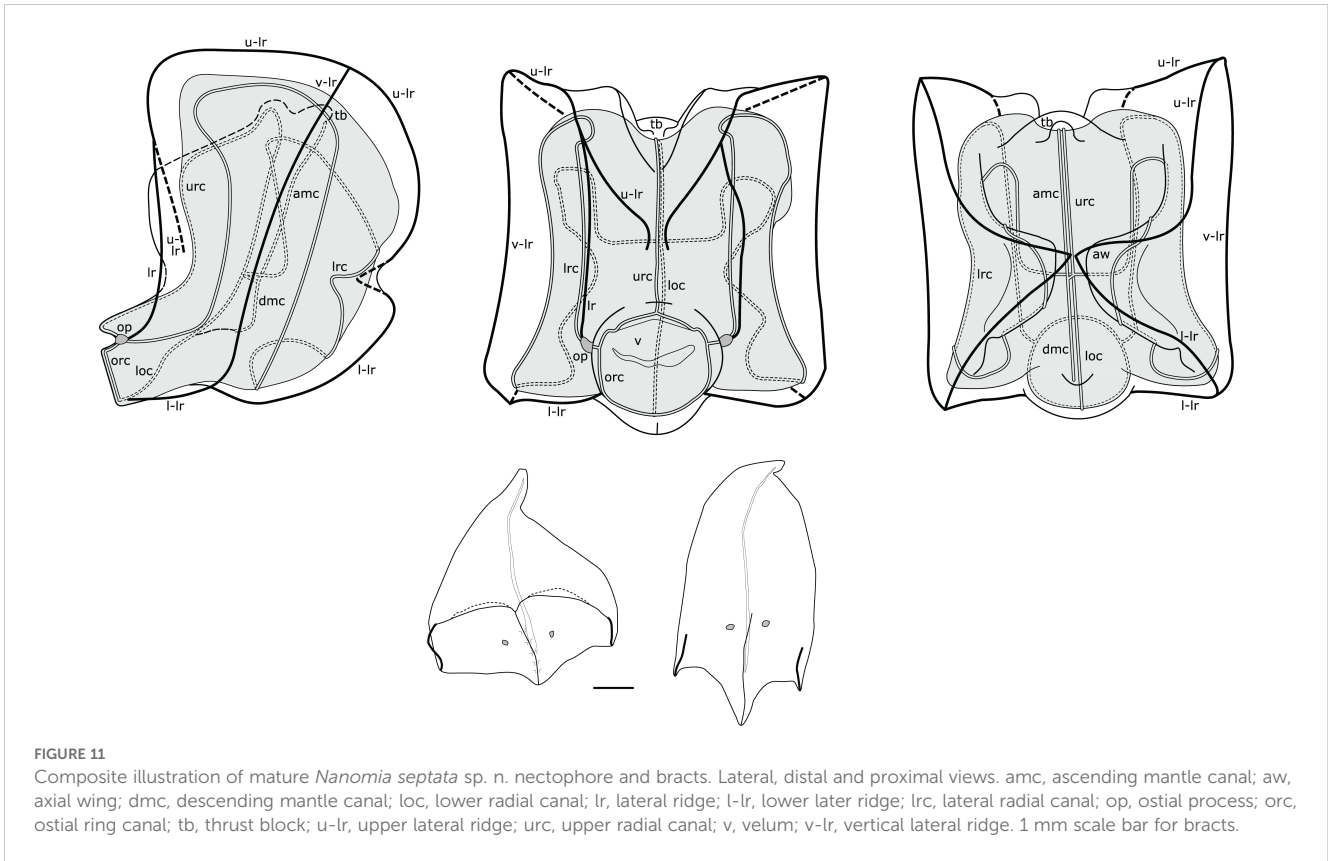 u-lr
v-lr
u-lr
tb
urc
amc
u-
lr
lr
lrc
dmc
op
orc
loc
l-lr
l-lr
u-lr
tb
u-lr
v-lr
lrc
urc
loc
lr
v
op
orc
l-lr
u-lr
u-lr
tb
amc
urc
v-lr
aw
lrc
l-lr
dmc
loc
l-lr
FIGURE 11
Composite illustration of mature Nanomia septata sp. n. nectophore and bracts. Lateral, distal and proximal views. amc, ascending mantle canal; aw,
axial wing; dmc, descending mantle canal; loc, lower radial canal; lr, lateral ridge; l-lr, lower later ridge; lrc, lateral radial canal; op, ostial process; orc,
ostial ring canal; tb, thrust block; u-lr, upper lateral ridge; urc, upper radial canal; v, velum; v-lr, vertical lateral ridge. 1 mm scale bar for bracts.